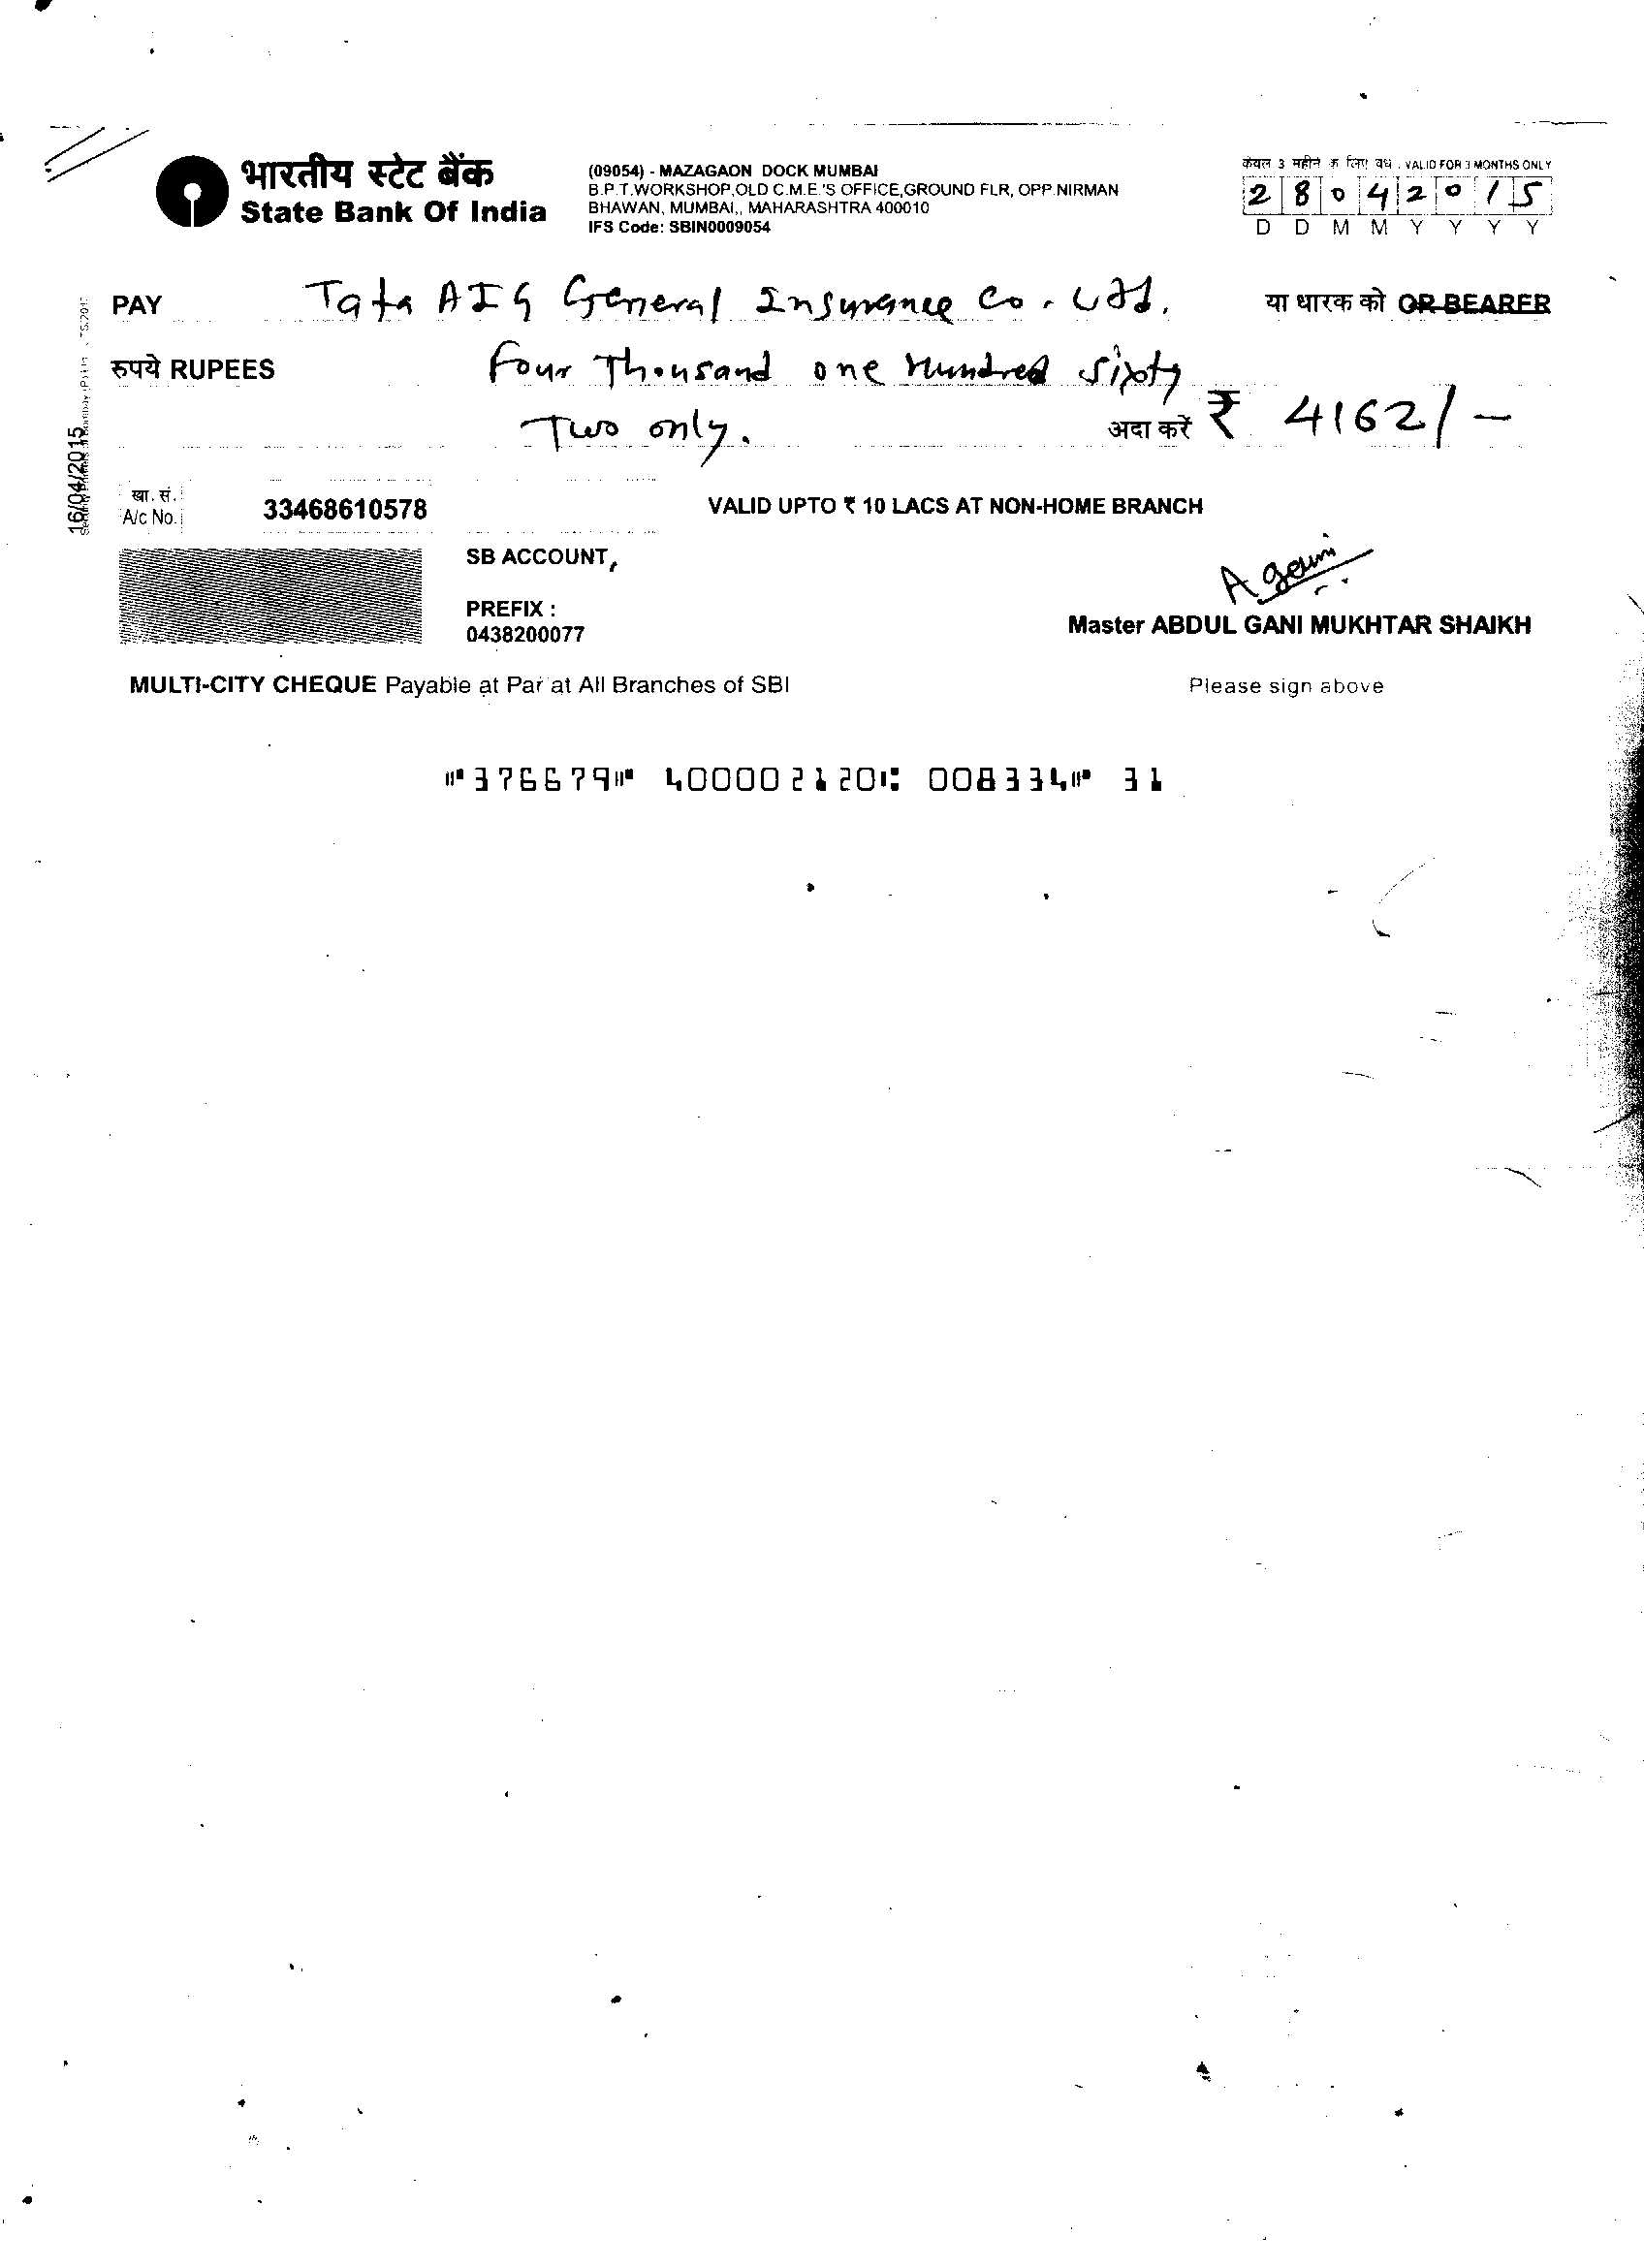 भारतीय स्टेट बैंक
State Bank Of India
(09054) - MAZAGAON DOCK MUMBAI
B.P.T.WORKSHOP,OLD C.M.E.'S OFFICE,GROUND FLR, OPP.NIRMAN
BHAWAN, MUMBAI,, MAHARASHTRA 400010
IFS Code: SBIN0009054
केवल 3 महीने के लिए वैध . VALID FOR 3 MONTHS ONLY
2 8 0 4 2 0 1 5
D D M M Y Y Y Y
PAY Tata AIG General Insurance Co. Ltd. या धारक को OR BEARER
रुपये RUPEES Four Thousand one Hundred Sixty
Two only. अदा करें ₹ 4162/-
16/04/2015
खा. सं.
A/c No. 33468610578
VALID UPTO ₹ 10 LACS AT NON-HOME BRANCH
SB ACCOUNT,
PREFIX :
0438200077
A Gani
Master ABDUL GANI MUKHTAR SHAIKH
MULTI-CITY CHEQUE Payable at Par at All Branches of SBI
Please sign above
⑈376679⑈ 400002120⑆ 008334⑈ 31